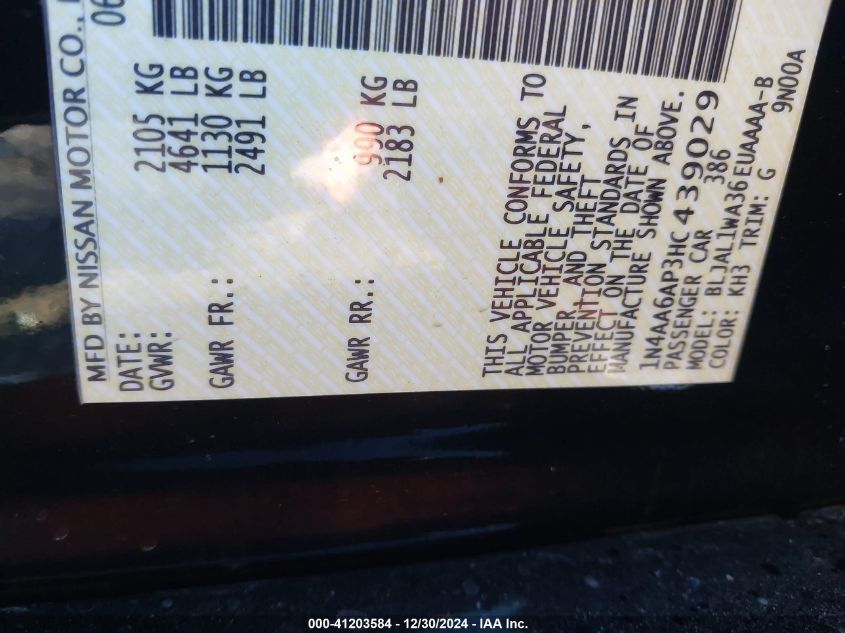 MFD BY NISSAN MOTOR CO.,
DATE: 06
GVWR: 2105 KG
4641 LB
GAWR FR.: 1130 KG
2491 LB
GAWR RR.: 990 KG
2183 LB
THIS VEHICLE CONFORMS TO
ALL APPLICABLE FEDERAL
MOTOR VEHICLE SAFETY,
BUMPER AND THEFT
PREVENTION STANDARDS IN
EFFECT ON THE DATE OF
MANUFACTURE SHOWN ABOVE.
1N4AA6AP3HC439029
PASSENGER CAR 386
MODEL: BLJAL1WA36EUAAAA-B
COLOR: KH3 TRIM: G 9N00A
000-41203584 - 12/30/2024 - IAA Inc.